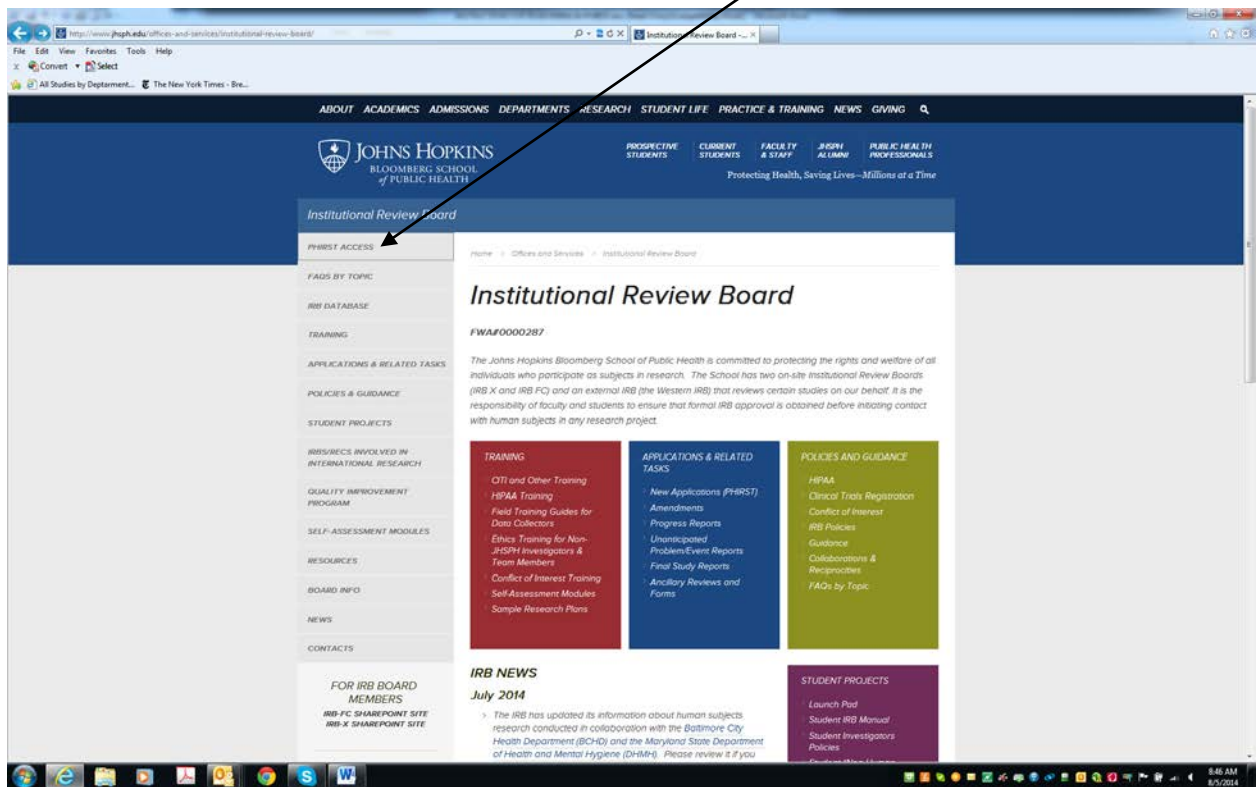 http://www.jhsph.edu/offices-and-services/institutional-review-board/
Institutional Review Board -...
File Edit View Favorites Tools Help
x Convert Select
All Studies by Deptarment... The New York Times - Bre...
ABOUT ACADEMICS ADMISSIONS DEPARTMENTS RESEARCH STUDENT LIFE PRACTICE & TRAINING NEWS GIVING
JOHNS HOPKINS
BLOOMBERG SCHOOL
of PUBLIC HEALTH
PROSPECTIVE STUDENTS
CURRENT STUDENTS
FACULTY & STAFF
JHSPH ALUMNI
PUBLIC HEALTH PROFESSIONALS
Protecting Health, Saving Lives—Millions at a Time
Institutional Review Board
PHIRST ACCESS
FAQS BY TOPIC
IRB DATABASE
TRAINING
APPLICATIONS & RELATED TASKS
POLICIES & GUIDANCE
STUDENT PROJECTS
IRBS/RECS INVOLVED IN
INTERNATIONAL RESEARCH
QUALITY IMPROVEMENT
PROGRAM
SELF-ASSESSMENT MODULES
RESOURCES
BOARD INFO
NEWS
CONTACTS
FOR IRB BOARD
MEMBERS
IRB-FC SHAREPOINT SITE
IRB-X SHAREPOINT SITE
Home > Offices and Services > Institutional Review Board
Institutional Review Board
FWA#0000287
The Johns Hopkins Bloomberg School of Public Health is committed to protecting the rights and welfare of all
individuals who participate as subjects in research. The School has two on-site Institutional Review Boards
(IRB X and IRB FC) and an external IRB (the Western IRB) that reviews certain studies on our behalf. It is the
responsibility of faculty and students to ensure that formal IRB approval is obtained before initiating contact
with human subjects in any research project.
TRAINING
CITI and Other Training
HIPAA Training
Field Training Guides for
Data Collectors
Ethics Training for Non-
JHSPH Investigators &
Team Members
Conflict of Interest Training
Self-Assessment Modules
Sample Research Plans
APPLICATIONS & RELATED
TASKS
New Applications (PHIRST)
Amendments
Progress Reports
Unanticipated
Problem/Event Reports
Final Study Reports
Ancillary Reviews and
Forms
POLICIES AND GUIDANCE
HIPAA
Clinical Trials Registration
Conflict of Interest
IRB Policies
Guidance
Collaborations &
Reciprocities
FAQs by Topic
IRB NEWS
July 2014
> The IRB has updated its information about human subjects
research conducted in collaboration with the Baltimore City
Health Department (BCHD) and the Maryland State Department
of Health and Mental Hygiene (DHMH). Please review it if you
STUDENT PROJECTS
Launch Pad
Student IRB Manual
Student Investigators
Policies
8:46 AM
8/5/2014